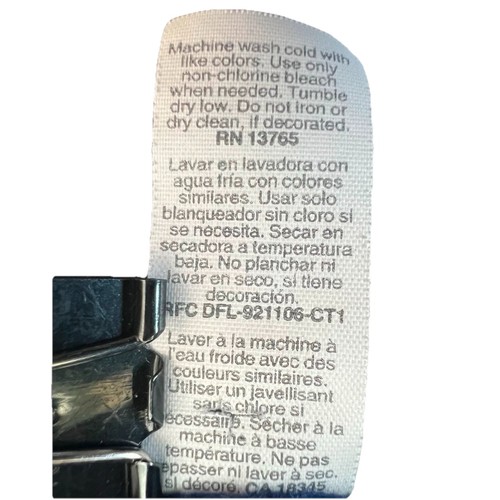 Machine wash cold with
like colors. Use only
non-chlorine bleach
when needed. Tumble
dry low. Do not iron or
dry clean, if decorated.
RN 13765
Lavar en lavadora con
agua fría con colores
similares. Usar solo
blanqueador sin cloro si
se necesita. Secar en
secadora a temperatura
baja. No planchar ni
lavar en seco, si tiene
decoración.
RFC DFL-921106-CT1
Laver à la machine à
l'eau froide avec des
couleurs similaires.
Utiliser un javellisant
sans chlore si
écessaire. Sécher à la
machine à basse
température. Ne pas
epasser ni laver à sec.
si décoré. CA 18345